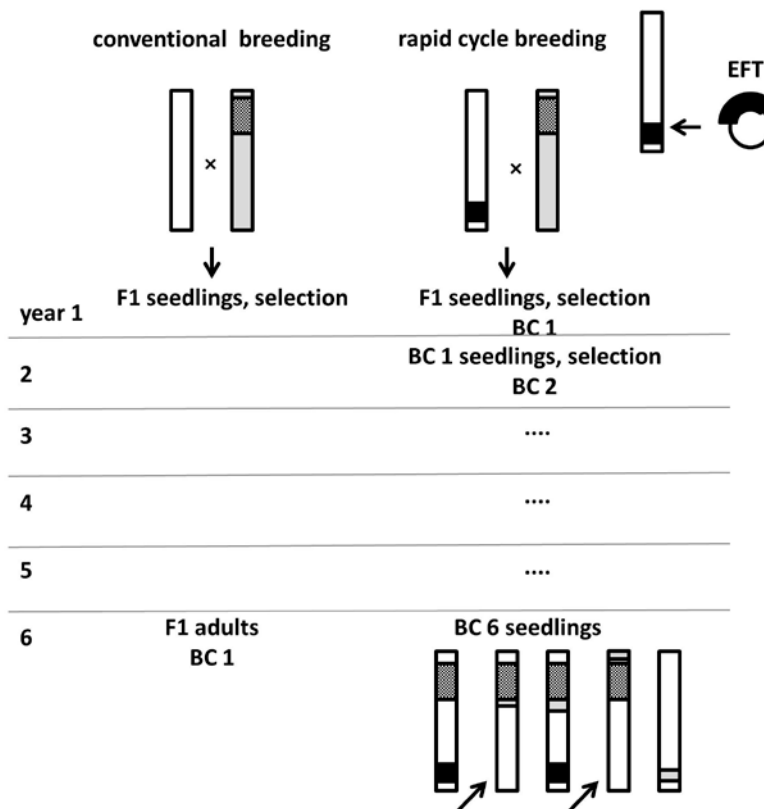 conventional breeding
rapid cycle breeding
EFT
×
×
F1 seedlings, selection
F1 seedlings, selection
year 1
BC 1
BC 1 seedlings, selection
2
BC 2
3
....
4
....
5
....
F1 adults
BC 6 seedlings
6
BC 1